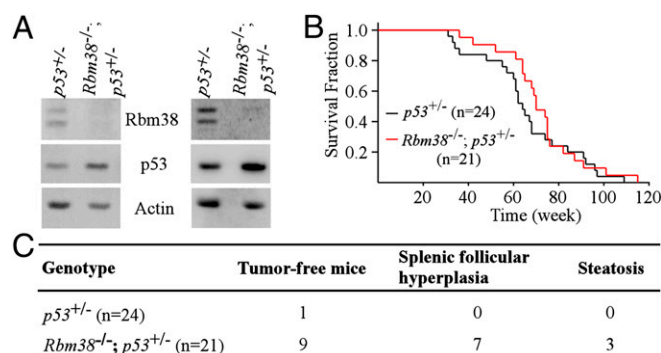 A
p53+/-
Rbm38-/-;
p53+/-
p53+/-
Rbm38-/-;
p53+/-
Rbm38
p53
Actin
B
Survival Fraction
1.0
0.8
0.6
0.4
0.2
p53+/- (n=24)
Rbm38-/-; p53+/-
(n=21)
20 40 60 80 100 120
Time (week)
C
Genotype Tumor-free mice Splenic follicular hyperplasia Steatosis
p53+/- (n=24) 1 0 0
Rbm38-/-; p53+/- (n=21) 9 7 3